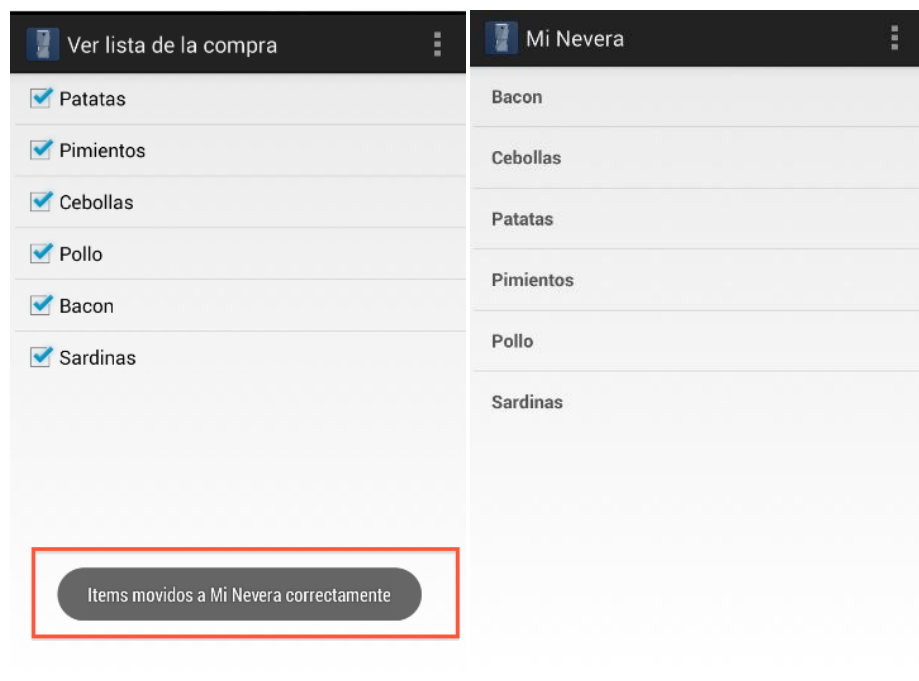 Ver lista de la compra
Patatas
Pimientos
Cebollas
Pollo
Bacon
Sardinas
Items movidos a Mi Nevera correctamente
Mi Nevera
Bacon
Cebollas
Patatas
Pimientos
Pollo
Sardinas